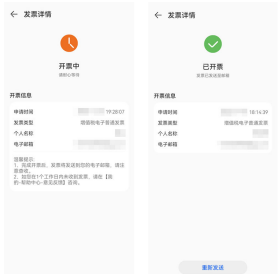 ← 发票详情
开票中
请耐心等待
开票信息
申请时间 19:28:07
发票类型 增值税电子普通发票
个人名称
电子邮箱
温馨提示:
1、完成开票后，发票将发送到您的电子邮箱，请注意查收。
2、如您在1个工作日内未收到发票，请在【我的-帮助中心-意见反馈】咨询。
← 发票详情
已开票
发票已发送至邮箱
开票信息
申请时间 18:14:39
发票类型 增值税电子普通发票
个人名称
电子邮箱
重新发送